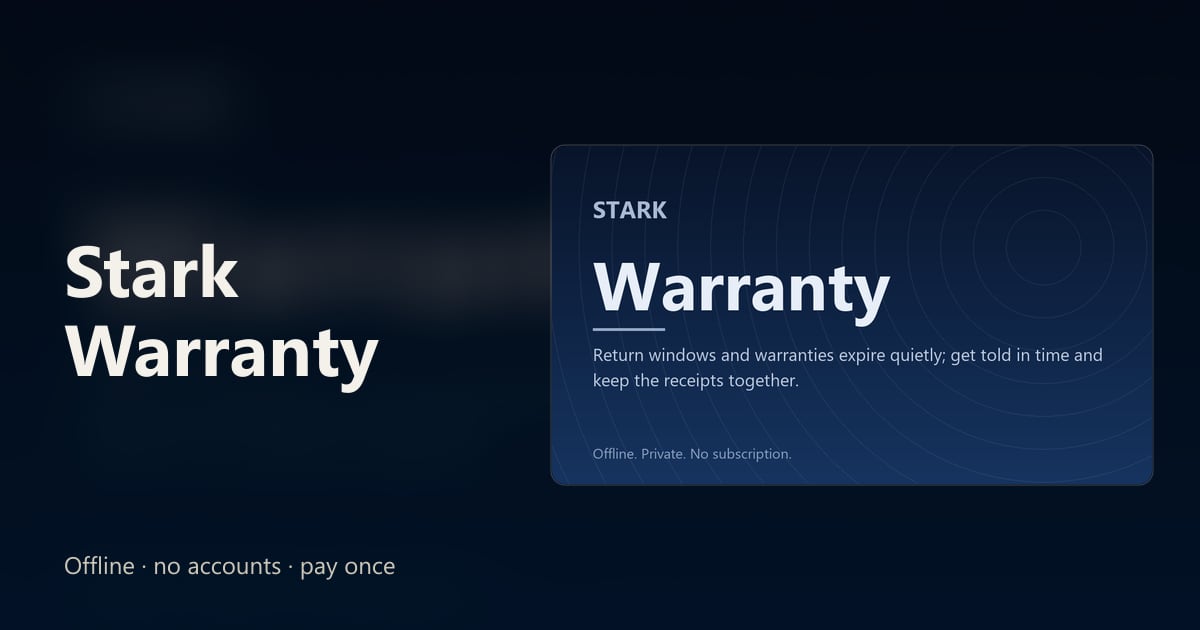 Stark
Warranty
Offline · no accounts · pay once
STARK
Warranty
Return windows and warranties expire quietly; get told in time and
keep the receipts together.
Offline. Private. No subscription.